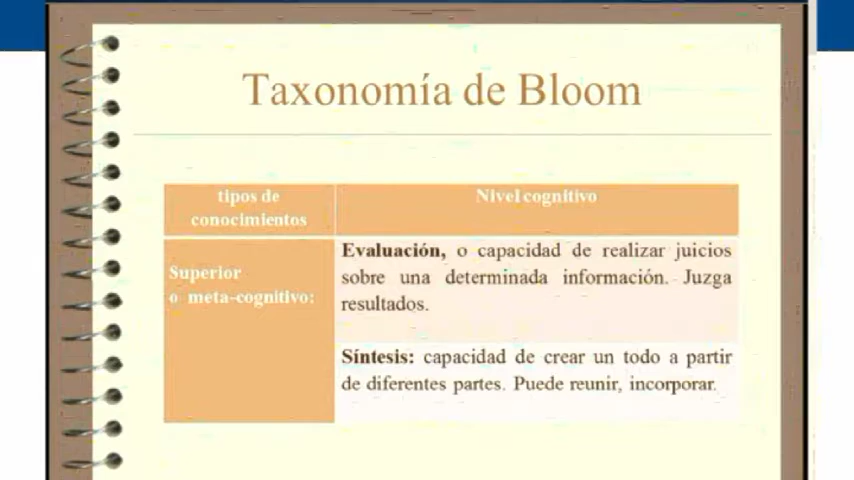 Taxonomía de Bloom
tipos de
conocimientos
Nivel cognitivo
Superior
o meta-cognitivo:
Evaluación, o capacidad de realizar juicios
sobre una determinada información. Juzga
resultados.
Síntesis: capacidad de crear un todo a partir
de diferentes partes. Puede reunir, incorporar.